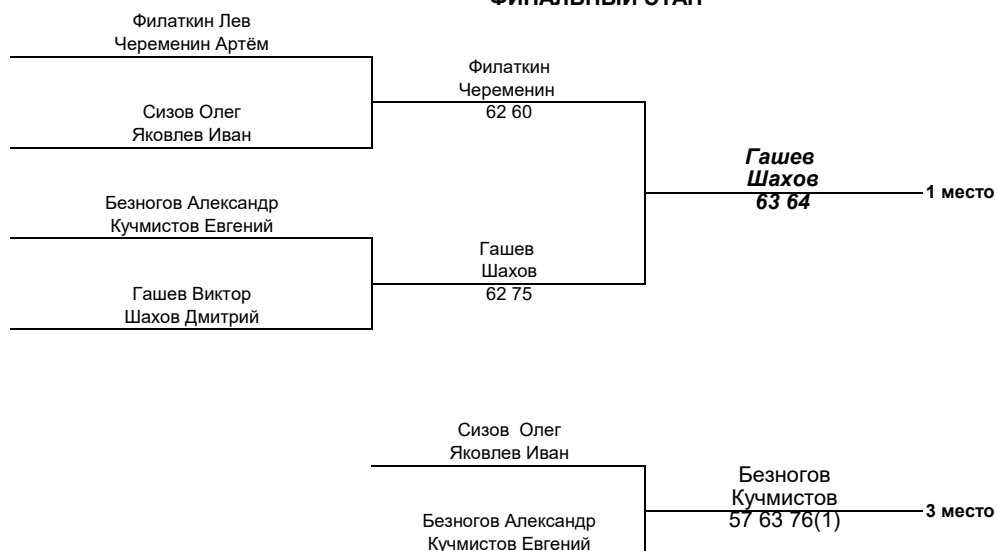 ФИНАЛЬНЫЙ ЭТАП
Филаткин Лев
Череменин Артём
Филаткин
Череменин
62 60
Сизов Олег
Яковлев Иван
Гашев
Шахов
63 64
1 место
Безногов Александр
Кучмистов Евгений
Гашев
Шахов
62 75
Гашев Виктор
Шахов Дмитрий
Сизов Олег
Яковлев Иван
Безногов
Кучмистов
57 63 76(1)
3 место
Безногов Александр
Кучмистов Евгений